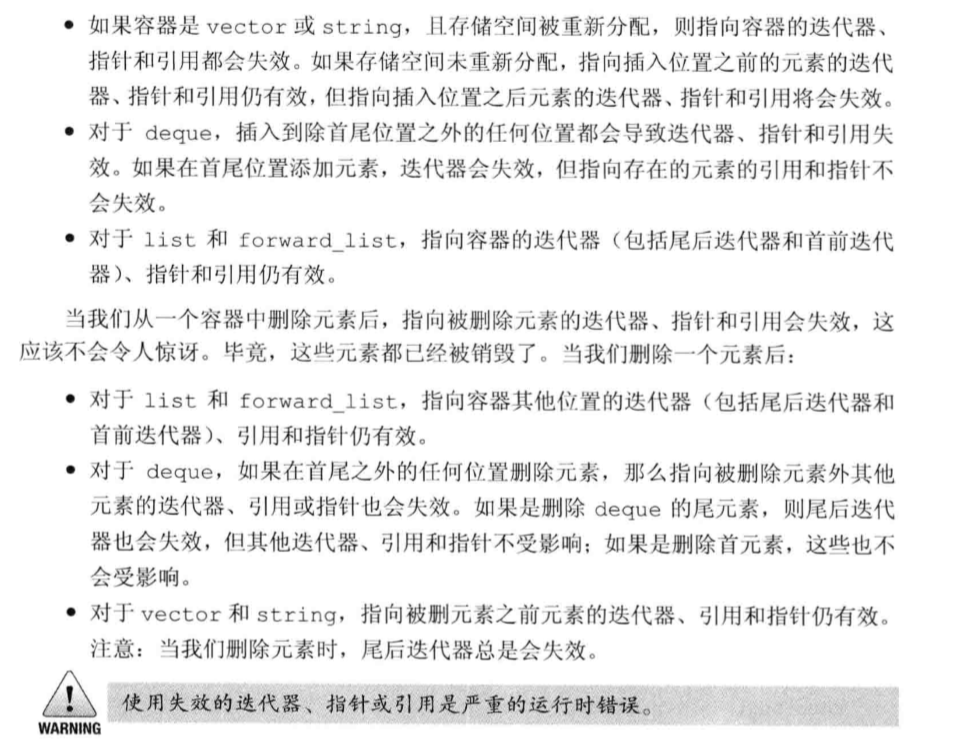 • 如果容器是 vector 或 string，且存储空间被重新分配，则指向容器的迭代器、
指针和引用都会失效。如果存储空间未重新分配，指向插入位置之前的元素的迭代
器、指针和引用仍有效，但指向插入位置之后元素的迭代器、指针和引用将会失效。
• 对于 deque，插入到除首尾位置之外的任何位置都会导致迭代器、指针和引用失
效。如果在首尾位置添加元素，迭代器会失效，但指向存在的元素的引用和指针不
会失效。
• 对于 list 和 forward_list，指向容器的迭代器（包括尾后迭代器和首前迭代
器）、指针和引用仍有效。
当我们从一个容器中删除元素后，指向被删除元素的迭代器、指针和引用会失效，这
应该不会令人惊讶。毕竟，这些元素都已经被销毁了。当我们删除一个元素后：
• 对于 list 和 forward_list，指向容器其他位置的迭代器（包括尾后迭代器和
首前迭代器）、引用和指针仍有效。
• 对于 deque，如果在首尾之外的任何位置删除元素，那么指向被删除元素外其他
元素的迭代器、引用或指针也会失效。如果是删除 deque 的尾元素，则尾后迭代
器也会失效，但其他迭代器、引用和指针不受影响；如果是删除首元素，这些也不
会受影响。
• 对于 vector 和 string，指向被删元素之前元素的迭代器、引用和指针仍有效。
注意：当我们删除元素时，尾后迭代器总是会失效。
使用失效的迭代器、指针或引用是严重的运行时错误。
WARNING